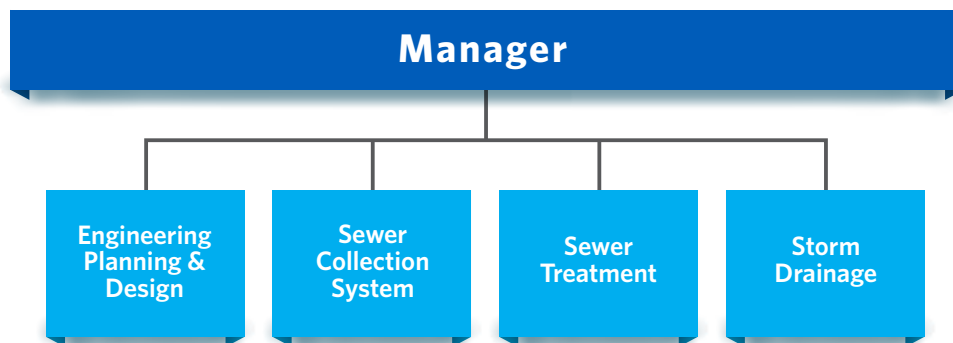 Manager
Engineering
Planning &
Design
Sewer
Collection
System
Sewer
Treatment
Storm
Drainage